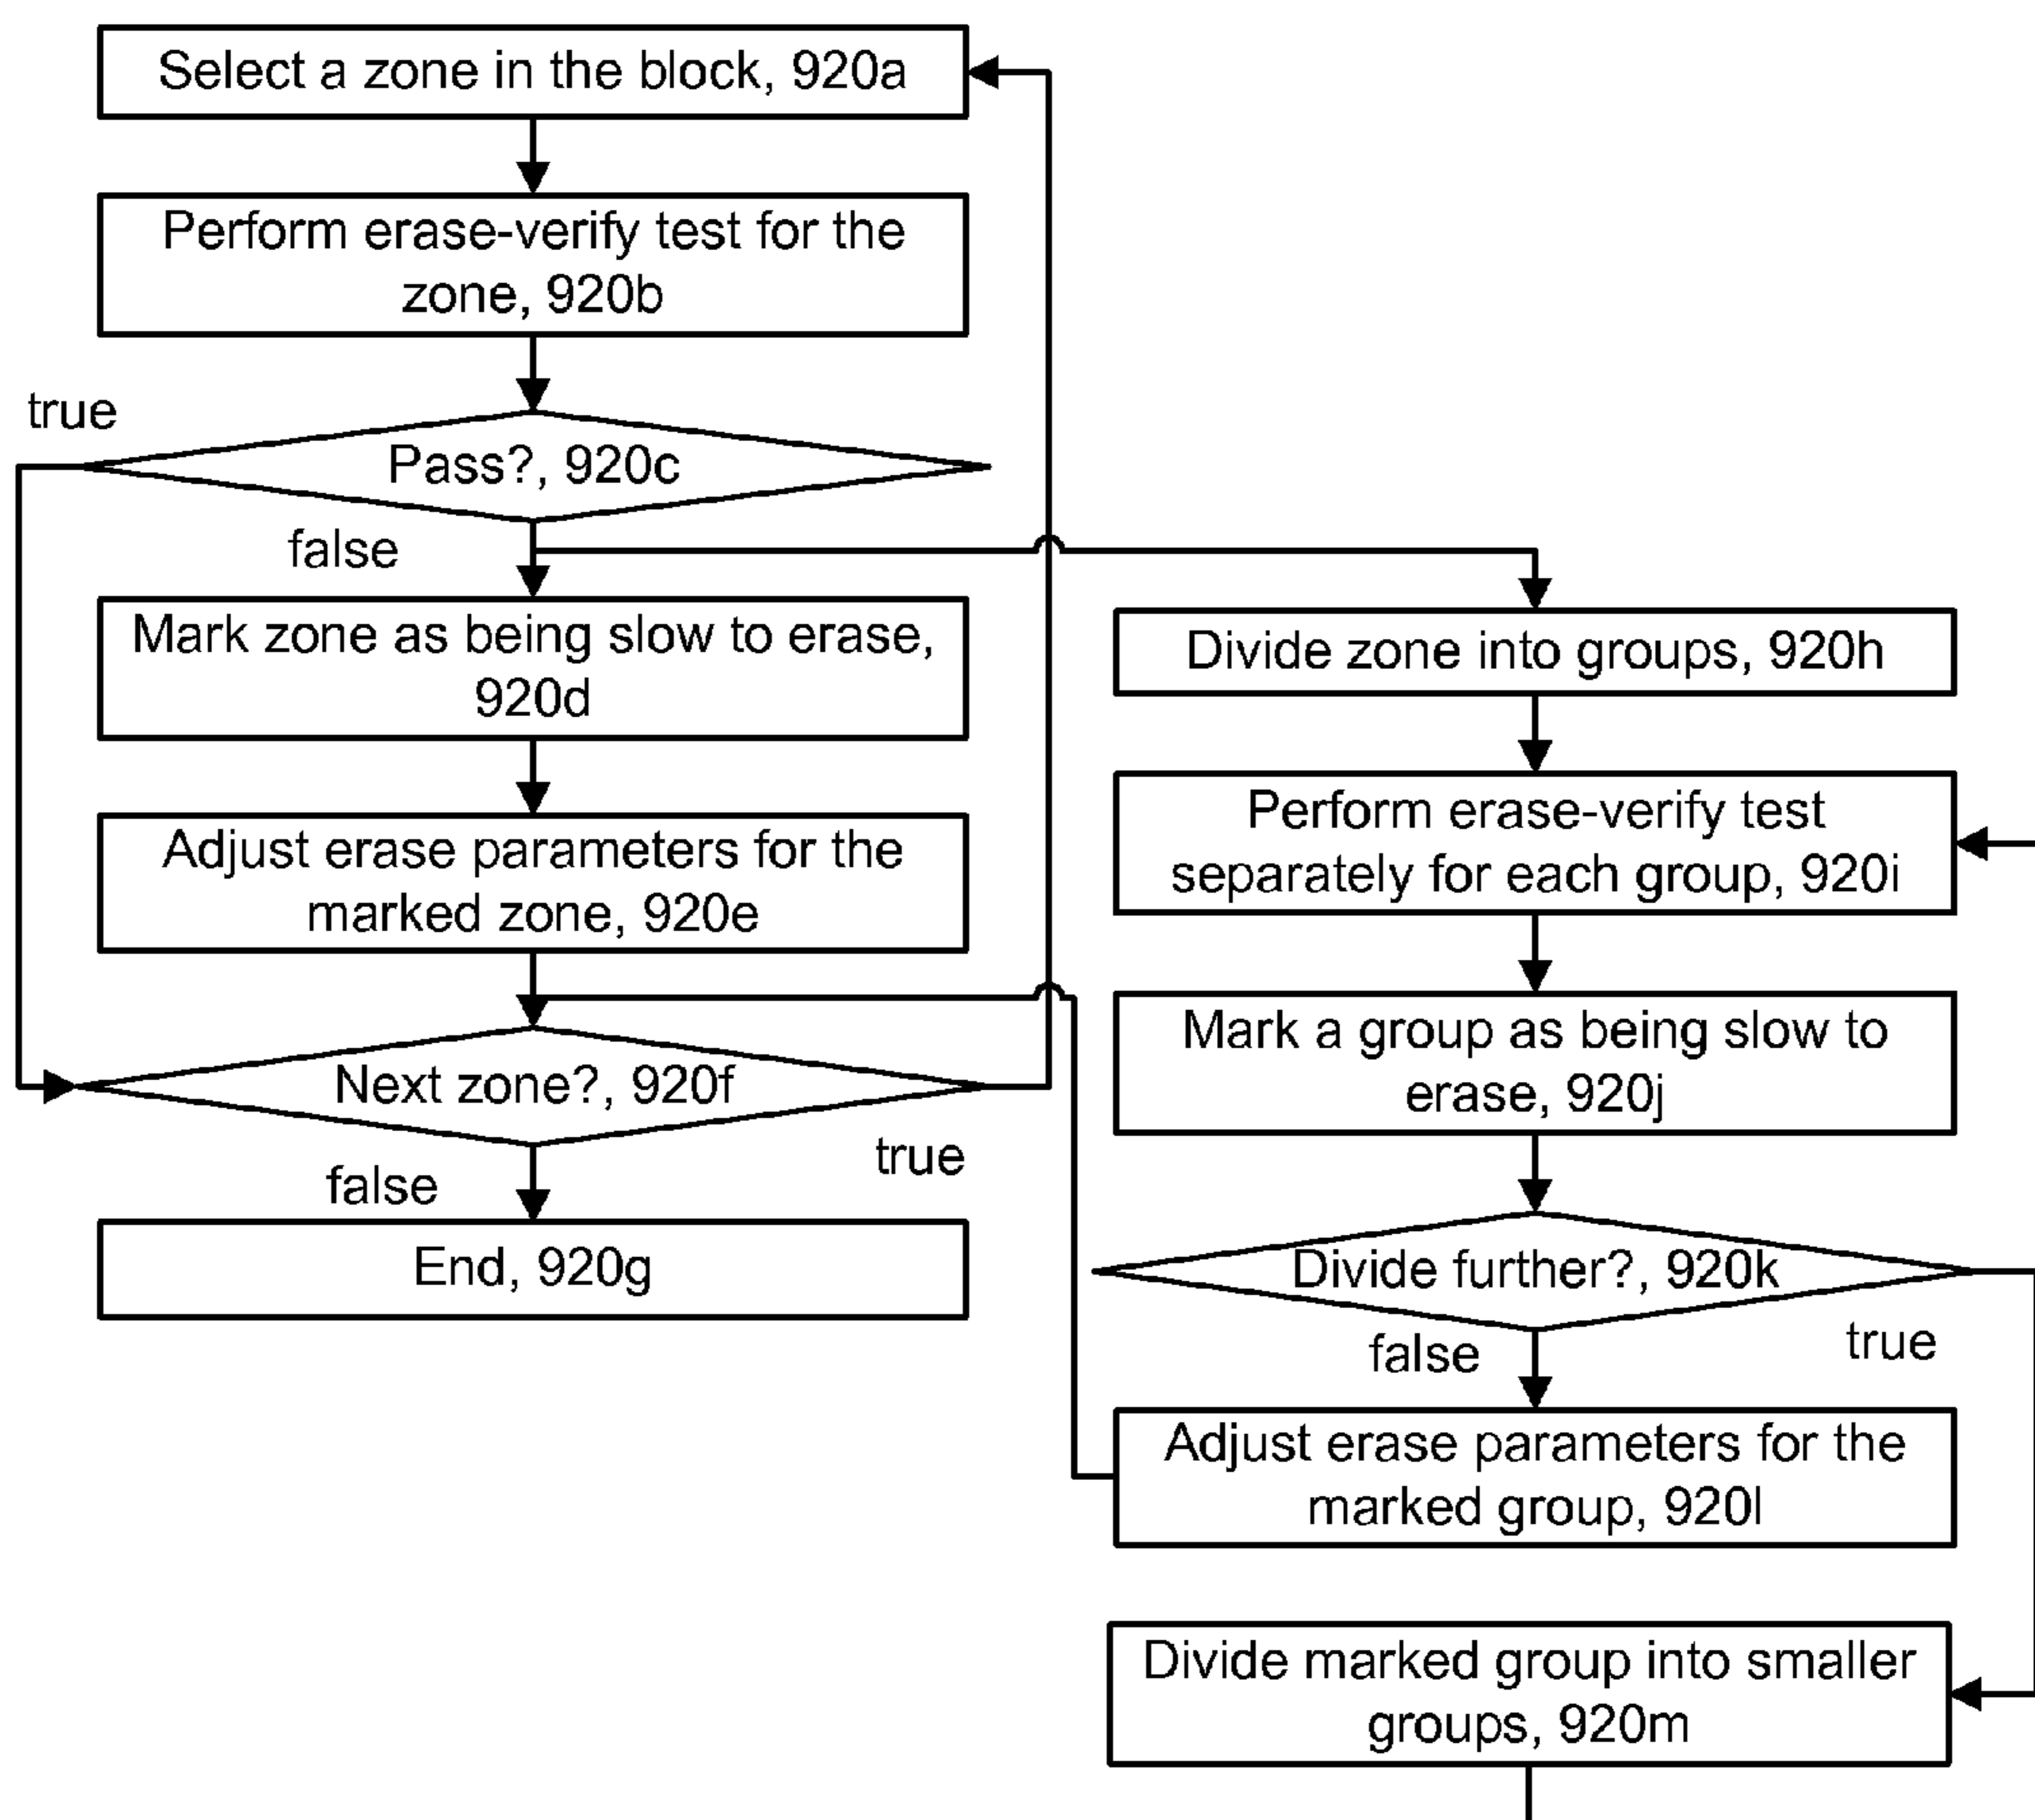 Select a zone in the block, 920a
Perform erase-verify test for the
zone, 920b
true
Pass?, 920c
false
Mark zone as being slow to erase,
920d
Adjust erase parameters for the
marked zone, 920e
Next zone?, 920f
true
false
End, 920g
Divide zone into groups, 920h
Perform erase-verify test
separately for each group, 920i
Mark a group as being slow to
erase, 920j
Divide further?, 920k
false
true
Adjust erase parameters for the
marked group, 920l
Divide marked group into smaller
groups, 920m